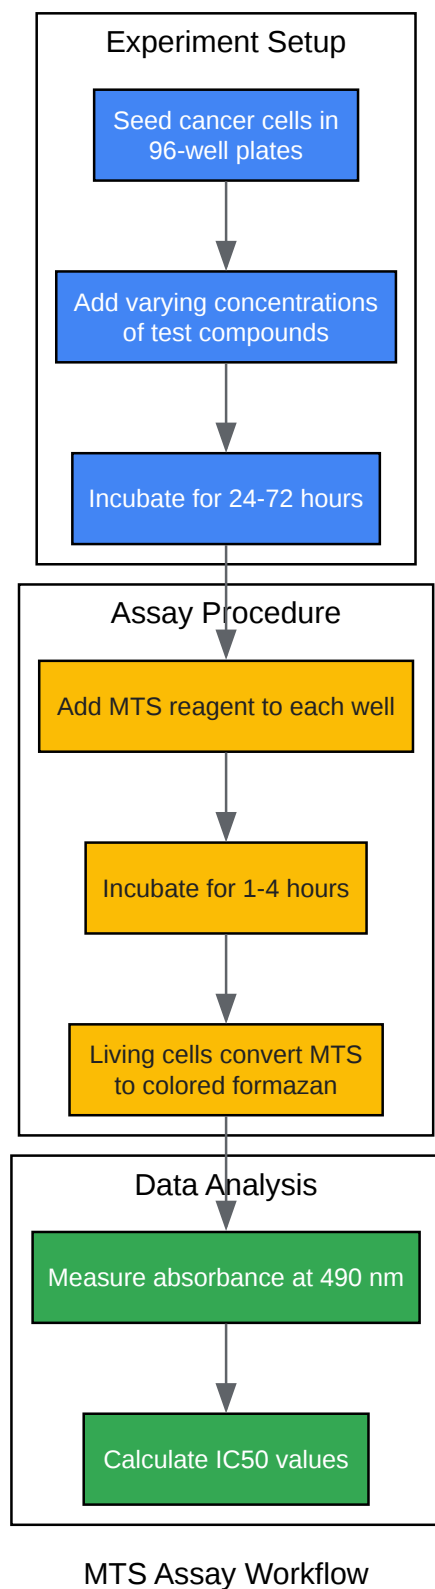 Experiment Setup
Seed cancer cells in
96-well plates
Add varying concentrations
of test compounds
Incubate for 24-72 hours
Assay Procedure
Add MTS reagent to each well
Incubate for 1-4 hours
Living cells convert MTS
to colored formazan
Data Analysis
Measure absorbance at 490 nm
Calculate IC50 values
MTS Assay Workflow